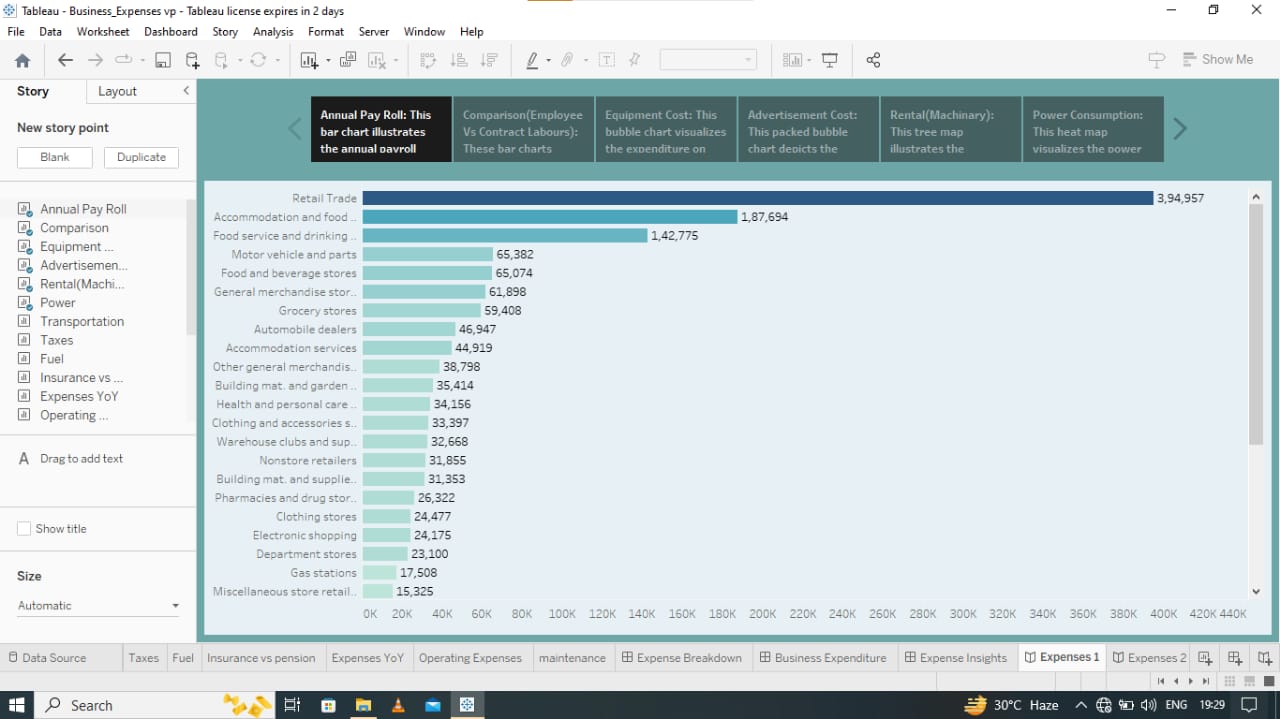 Tableau - Business_Expenses vp - Tableau license expires in 2 days
File Data Worksheet Dashboard Story Analysis Format Server Window Help
Show Me
Story Layout
New story point
Blank Duplicate
Annual Pay Roll
Comparison
Equipment ...
Advertisemen...
Rental(Machi...
Power
Transportation
Taxes
Fuel
Insurance vs ...
Expenses YoY
Operating ...
A Drag to add text
Show title
Size
Automatic
Annual Pay Roll: This
bar chart illustrates
the annual payroll
Comparison(Employee
Vs Contract Labours):
These bar charts
Equipment Cost: This
bubble chart visualizes
the expenditure on
Advertisement Cost:
This packed bubble
chart depicts the
Rental(Machinary):
This tree map
illustrates the
Power Consumption:
This heat map
visualizes the power
Retail Trade 3,94,957
Accommodation and food .. 1,87,694
Food service and drinking .. 1,42,775
Motor vehicle and parts 65,382
Food and beverage stores 65,074
General merchandise stor.. 61,898
Grocery stores 59,408
Automobile dealers 46,947
Accommodation services 44,919
Other general merchandis.. 38,798
Building mat. and garden .. 35,414
Health and personal care .. 34,156
Clothing and accessories s.. 33,397
Warehouse clubs and sup.. 32,668
Nonstore retailers 31,855
Building mat. and supplie.. 31,353
Pharmacies and drug stor.. 26,322
Clothing stores 24,477
Electronic shopping 24,175
Department stores 23,100
Gas stations 17,508
Miscellaneous store retail.. 15,325
0K 20K 40K 60K 80K 100K 120K 140K 160K 180K 200K 220K 240K 260K 280K 300K 320K 340K 360K 380K 400K 420K 440K
Data Source Taxes Fuel Insurance vs pension Expenses YoY Operating Expenses maintenance Expense Breakdown Business Expenditure Expense Insights Expenses 1 Expenses 2
Search 30°C Haze ENG 19:29